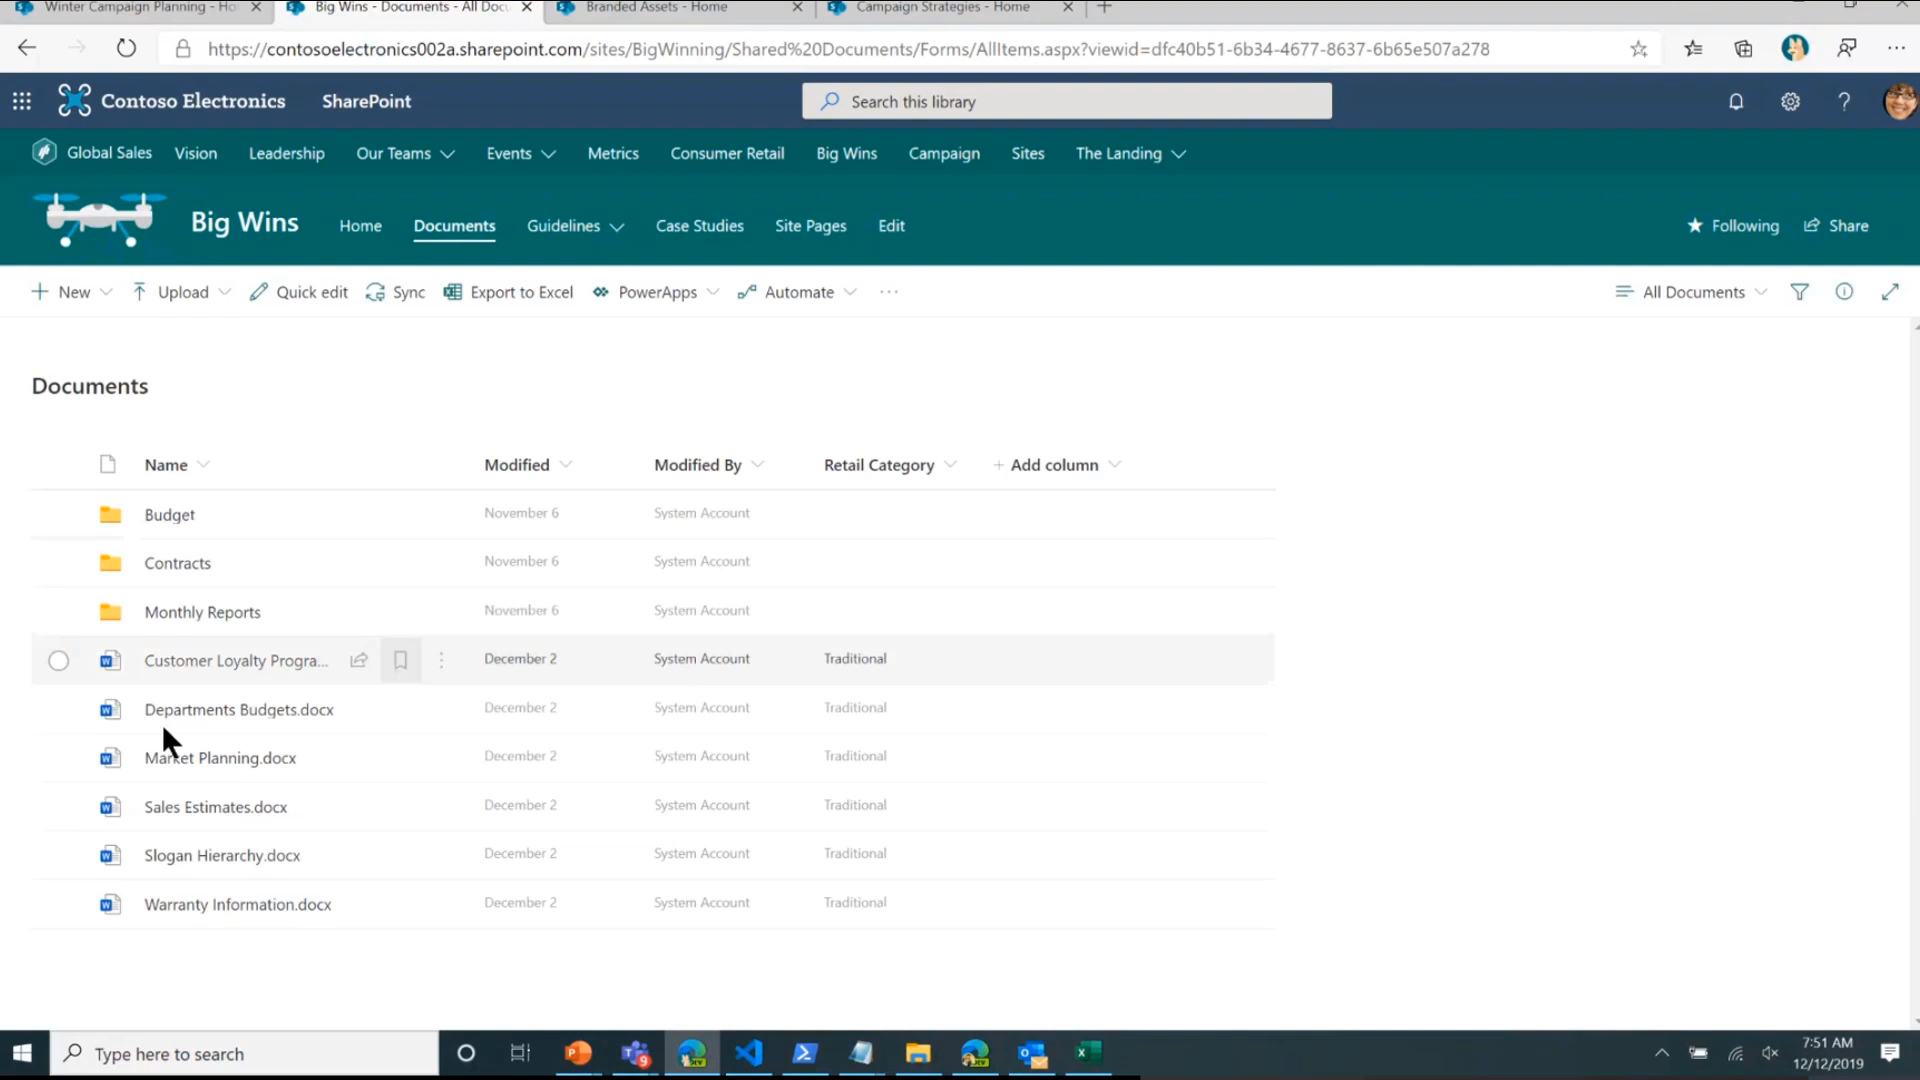 Winter Campaign Planning - Ho
Big Wins - Documents - All Docu
Branded Assets - Home
Campaign Strategies - Home
https://contosoelectronics002a.sharepoint.com/sites/BigWinning/Shared%20Documents/Forms/AllItems.aspx?viewid=dfc40b51-6b34-4677-8637-6b65e507a278
Contoso Electronics SharePoint Search this library
Global Sales Vision Leadership Our Teams Events Metrics Consumer Retail Big Wins Campaign Sites The Landing
Big Wins Home Documents Guidelines Case Studies Site Pages Edit Following Share
New Upload Quick edit Sync Export to Excel PowerApps Automate ... All Documents
Documents
Name Modified Modified By Retail Category + Add column
Budget November 6 System Account
Contracts November 6 System Account
Monthly Reports November 6 System Account
Customer Loyalty Progra... December 2 System Account Traditional
Departments Budgets.docx December 2 System Account Traditional
Market Planning.docx December 2 System Account Traditional
Sales Estimates.docx December 2 System Account Traditional
Slogan Hierarchy.docx December 2 System Account Traditional
Warranty Information.docx December 2 System Account Traditional
Type here to search
9
7:51 AM
12/12/2019